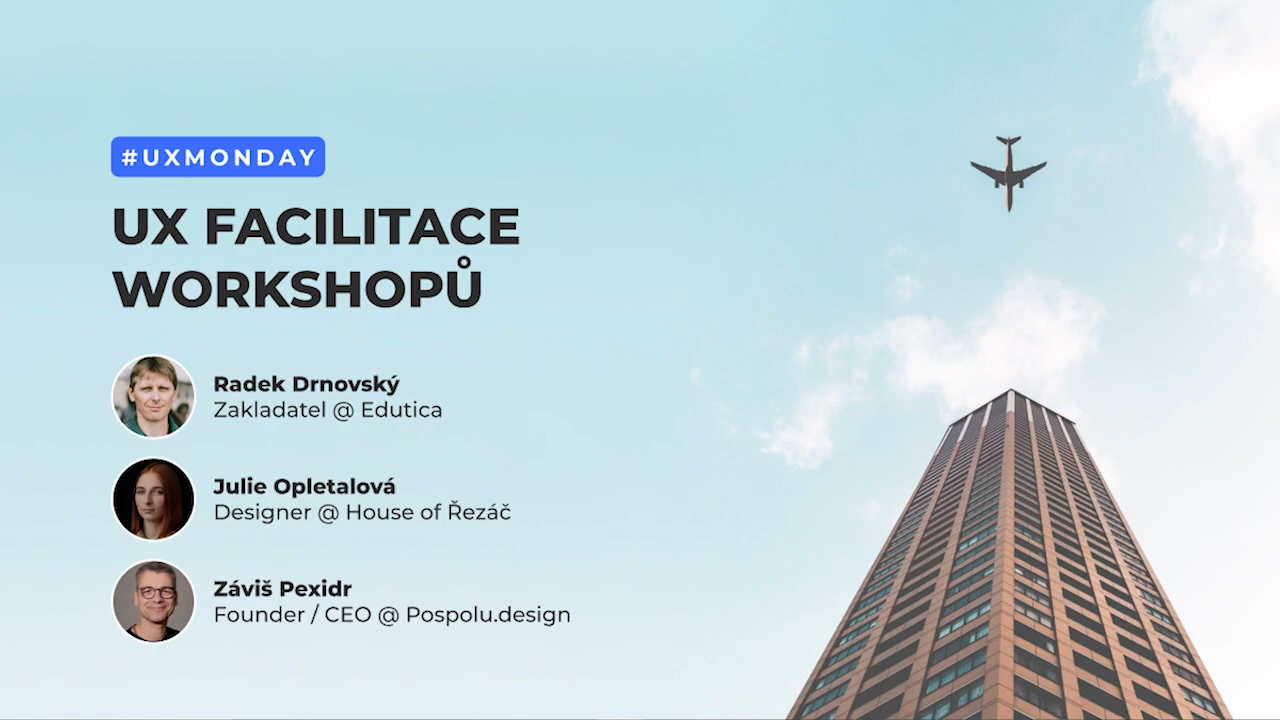 #UXMONDAY
UX FACILITACE
WORKSHOPŮ
Radek Drnovský
Zakladatel @ Edutica
Julie Opletalová
Designer @ House of Řezáč
Záviš Pexidr
Founder / CEO @ Pospolu.design